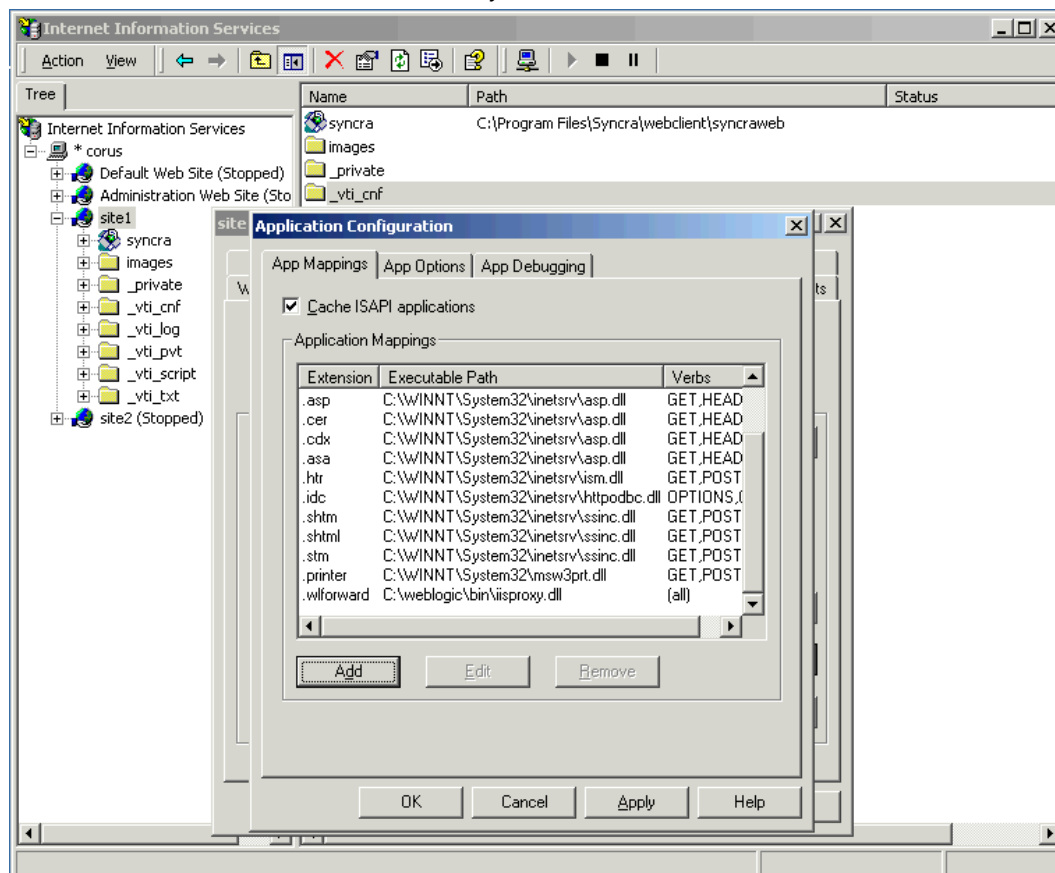 Internet Information Services
Action View
Tree
Name Path Status
Internet Information Services
* corus
Default Web Site (Stopped)
Administration Web Site (Sto
site1
syncra
images
_private
_vti_cnf
_vti_log
_vti_pvt
_vti_script
_vti_txt
site2 (Stopped)
syncra C:\Program Files\Syncra\webclient\syncraweb
images
_private
_vti_cnf
site
Application Configuration
App Mappings App Options App Debugging
W
ts
Cache ISAPI applications
Application Mappings
Extension Executable Path Verbs
.asp C:\WINNT\System32\inetsrv\asp.dll GET,HEAD
.cer C:\WINNT\System32\inetsrv\asp.dll GET,HEAD
.cdx C:\WINNT\System32\inetsrv\asp.dll GET,HEAD
.asa C:\WINNT\System32\inetsrv\asp.dll GET,HEAD
.htr C:\WINNT\System32\inetsrv\ism.dll GET,POST
.idc C:\WINNT\System32\inetsrv\httpodbc.dll OPTIONS,(
.shtm C:\WINNT\System32\inetsrv\ssinc.dll GET,POST
.shtml C:\WINNT\System32\inetsrv\ssinc.dll GET,POST
.stm C:\WINNT\System32\inetsrv\ssinc.dll GET,POST
.printer C:\WINNT\System32\msw3prt.dll GET,POST
.wlforward C:\weblogic\bin\iisproxy.dll (all)
Add Edit Remove
OK Cancel Apply Help